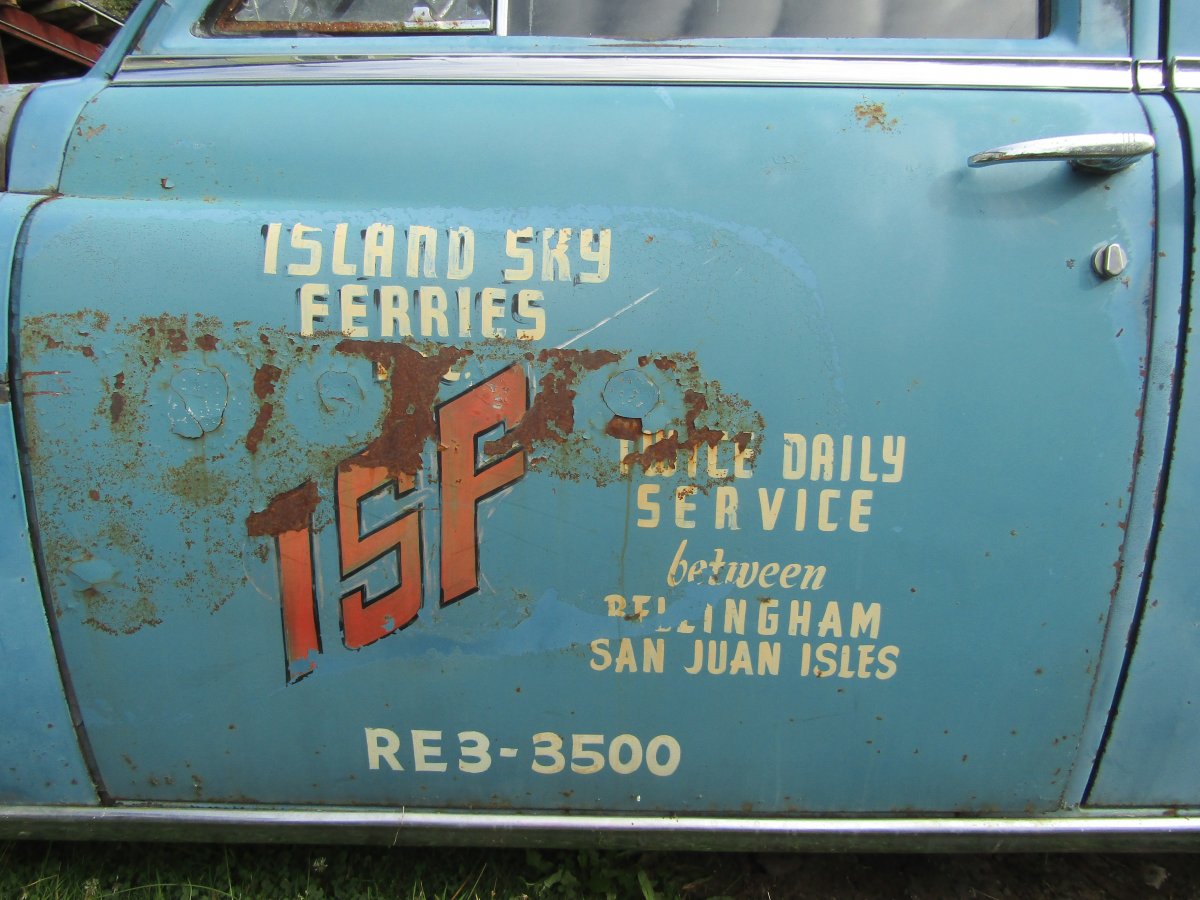 ISLAND SKY
FERRIES
ISF
TWICE DAILY
SERVICE
between
BELLINGHAM
SAN JUAN ISLES
RE3-3500